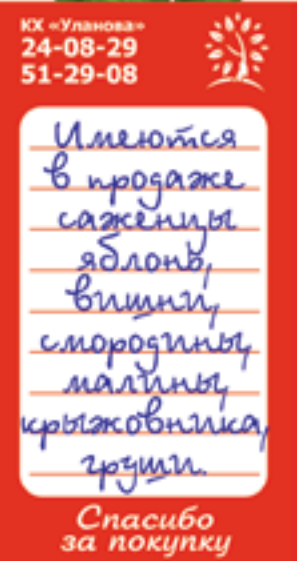 КХ «Уланова»
24-08-29
51-29-08
Имеются
в продаже
саженцы
яблонь,
вишни,
смородины,
малины,
крыжовника,
груши.
Спасибо
за покупку